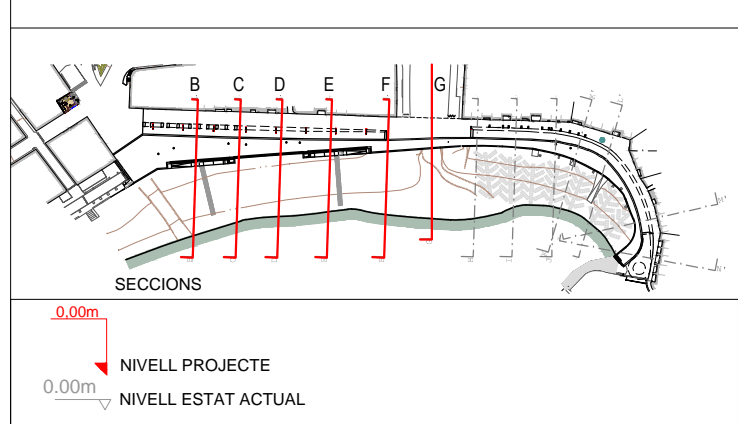 B C D E F G
SECCIONS
0,00m
NIVELL PROJECTE
0.00m
NIVELL ESTAT ACTUAL